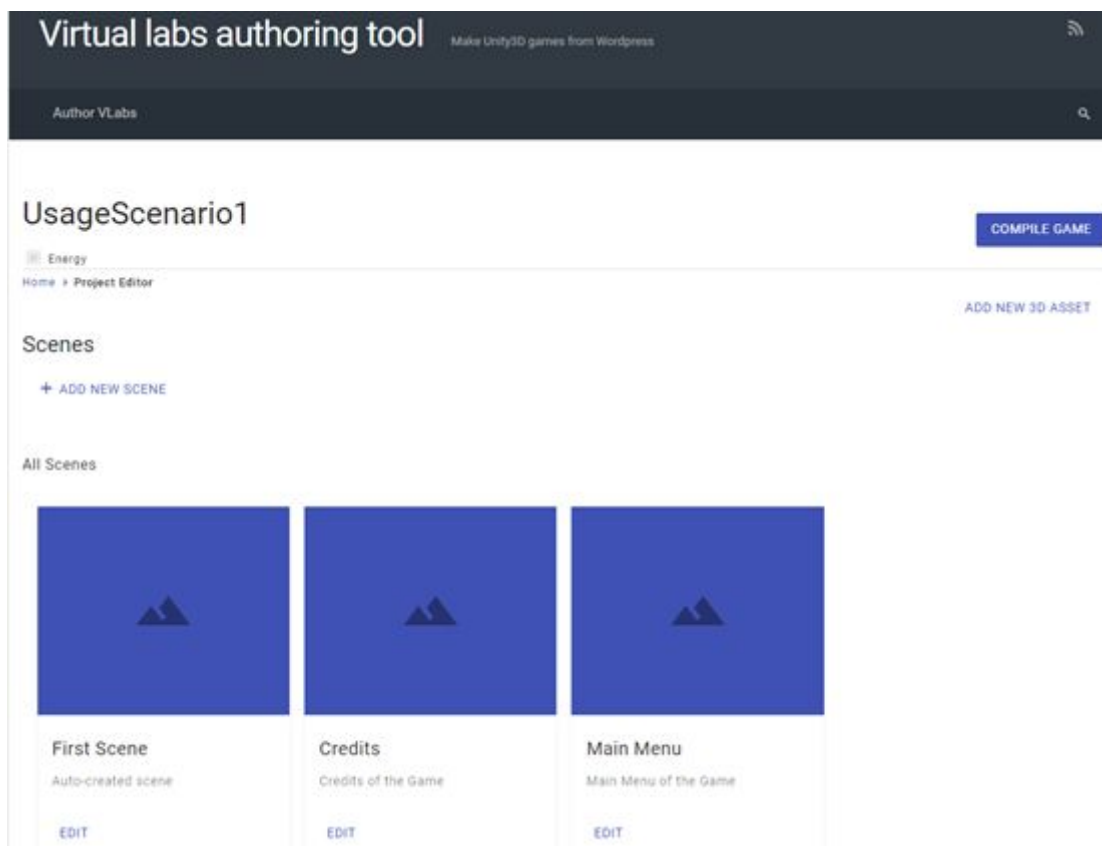 Virtual labs authoring tool Make Unity3D games from Wordpress
Author VLabs
UsageScenario1
COMPILE GAME
Energy
Home > Project Editor
ADD NEW 3D ASSET
Scenes
+ ADD NEW SCENE
All Scenes
First Scene
Auto-created scene
EDIT
Credits
Credits of the Game
EDIT
Main Menu
Main Menu of the Game
EDIT